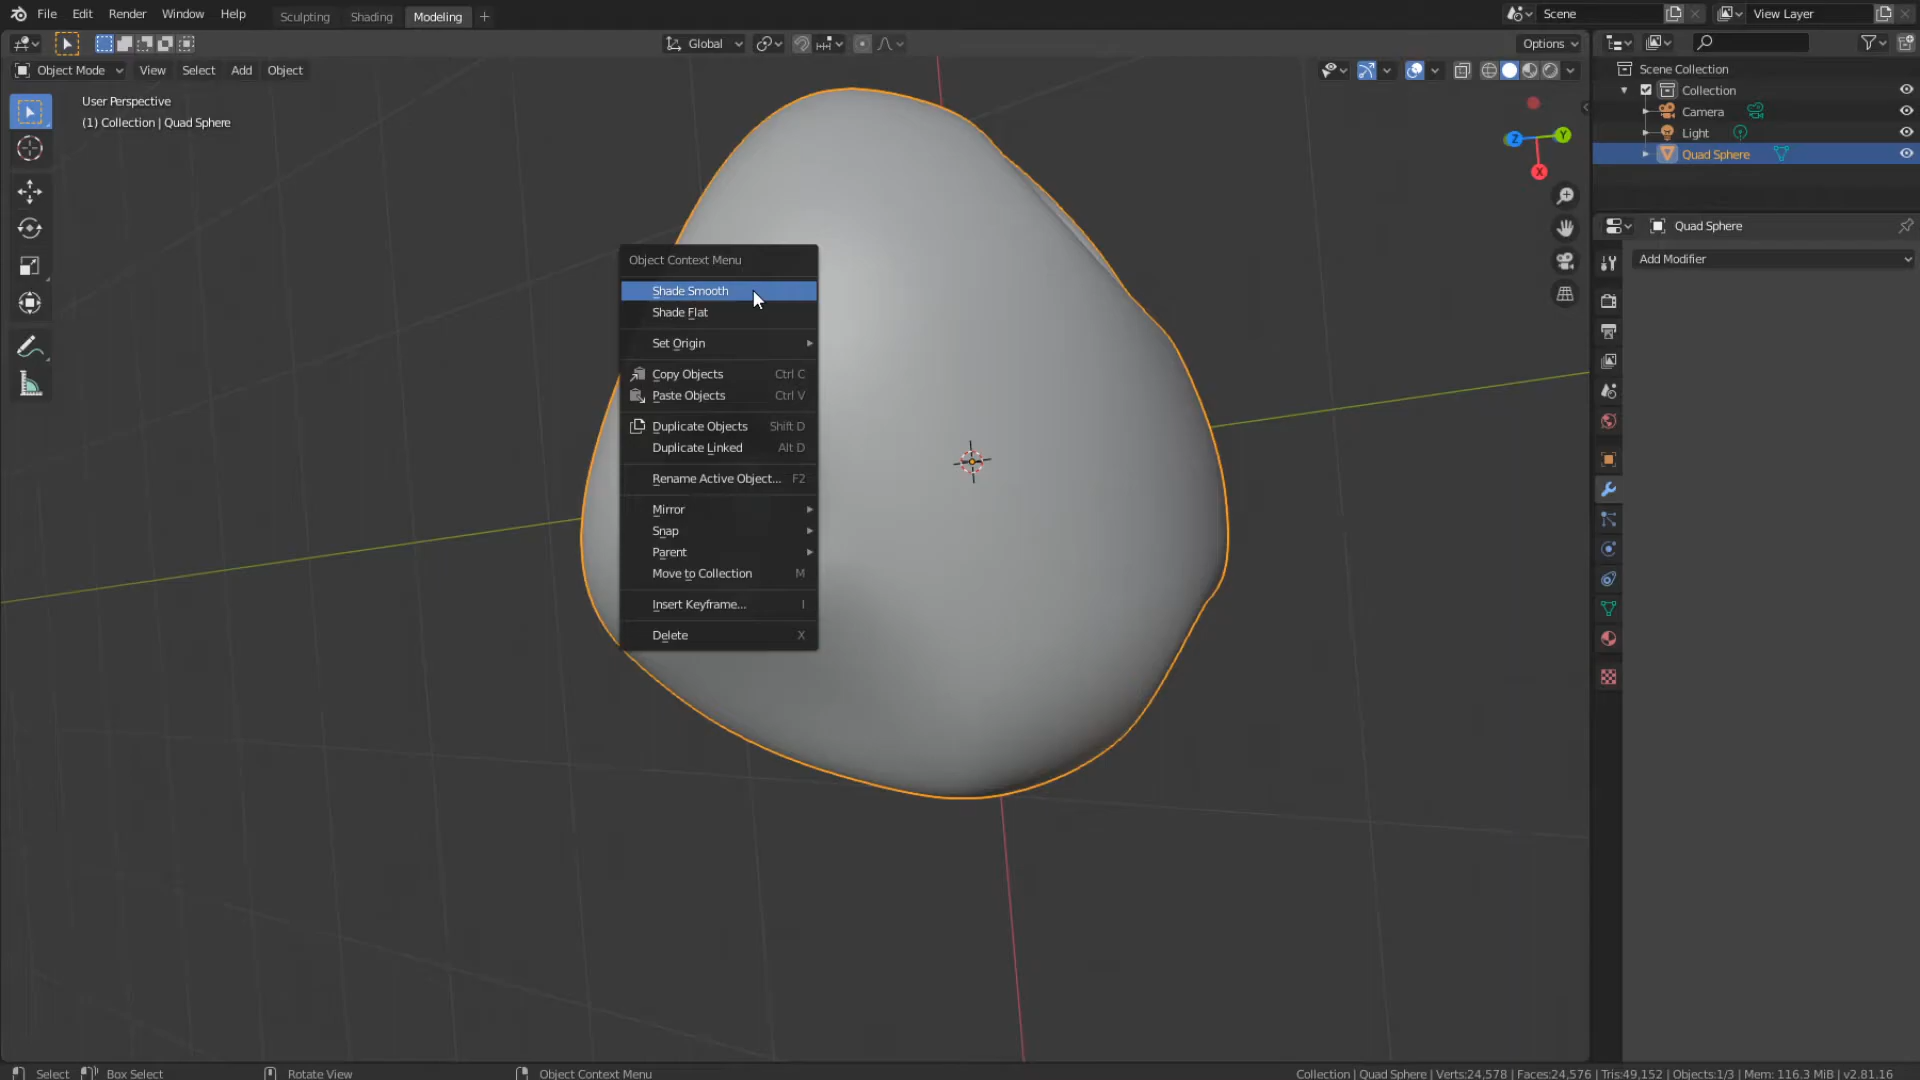 File Edit Render Window Help Sculpting Shading Modeling Scene View Layer
Global Options
Object Mode View Select Add Object
User Perspective
(1) Collection | Quad Sphere
Z Y X
Object Context Menu
Shade Smooth
Shade Flat
Set Origin
Copy Objects Ctrl C
Paste Objects Ctrl V
Duplicate Objects Shift D
Duplicate Linked Alt D
Rename Active Object... F2
Mirror
Snap
Parent
Move to Collection M
Insert Keyframe... I
Delete X
Scene Collection
Collection
Camera
Light
Quad Sphere
Quad Sphere
Add Modifier
Select Box Select Rotate View Object Context Menu Collection | Quad Sphere | Verts:24,578 | Faces:24,576 | Tris:49,152 | Objects:1/3 | Mem: 116.3 MiB | v2.81.16